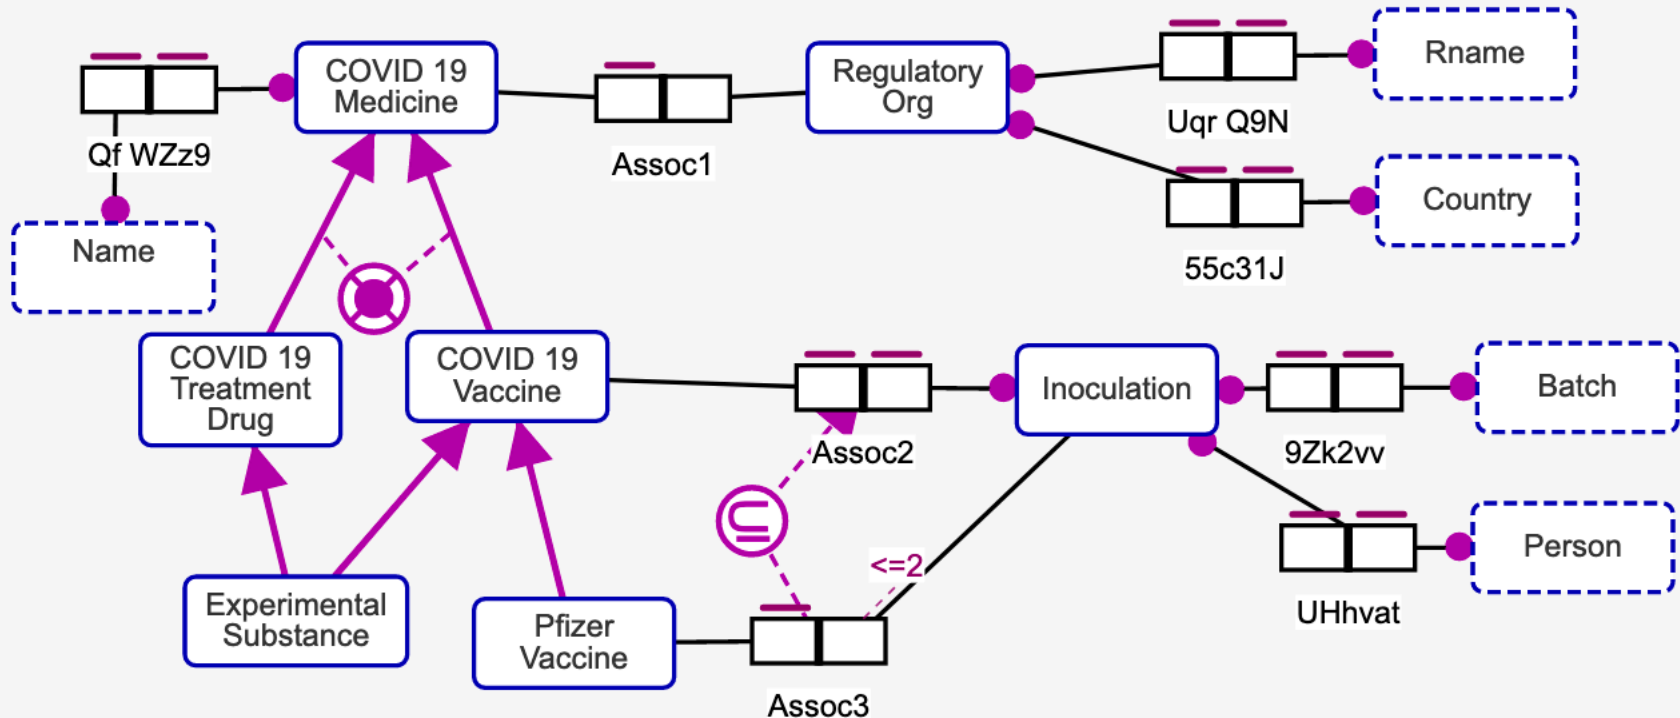 COVID 19
Medicine
Regulatory
Org
Rname
Uqr Q9N
Qf WZz9
Assoc1
Country
Name
55c31J
COVID 19
Treatment
Drug
COVID 19
Vaccine
Inoculation
Batch
Assoc2
9Zk2vv
⊆
<=2
Person
Experimental
Substance
Pfizer
Vaccine
UHhvat
Assoc3